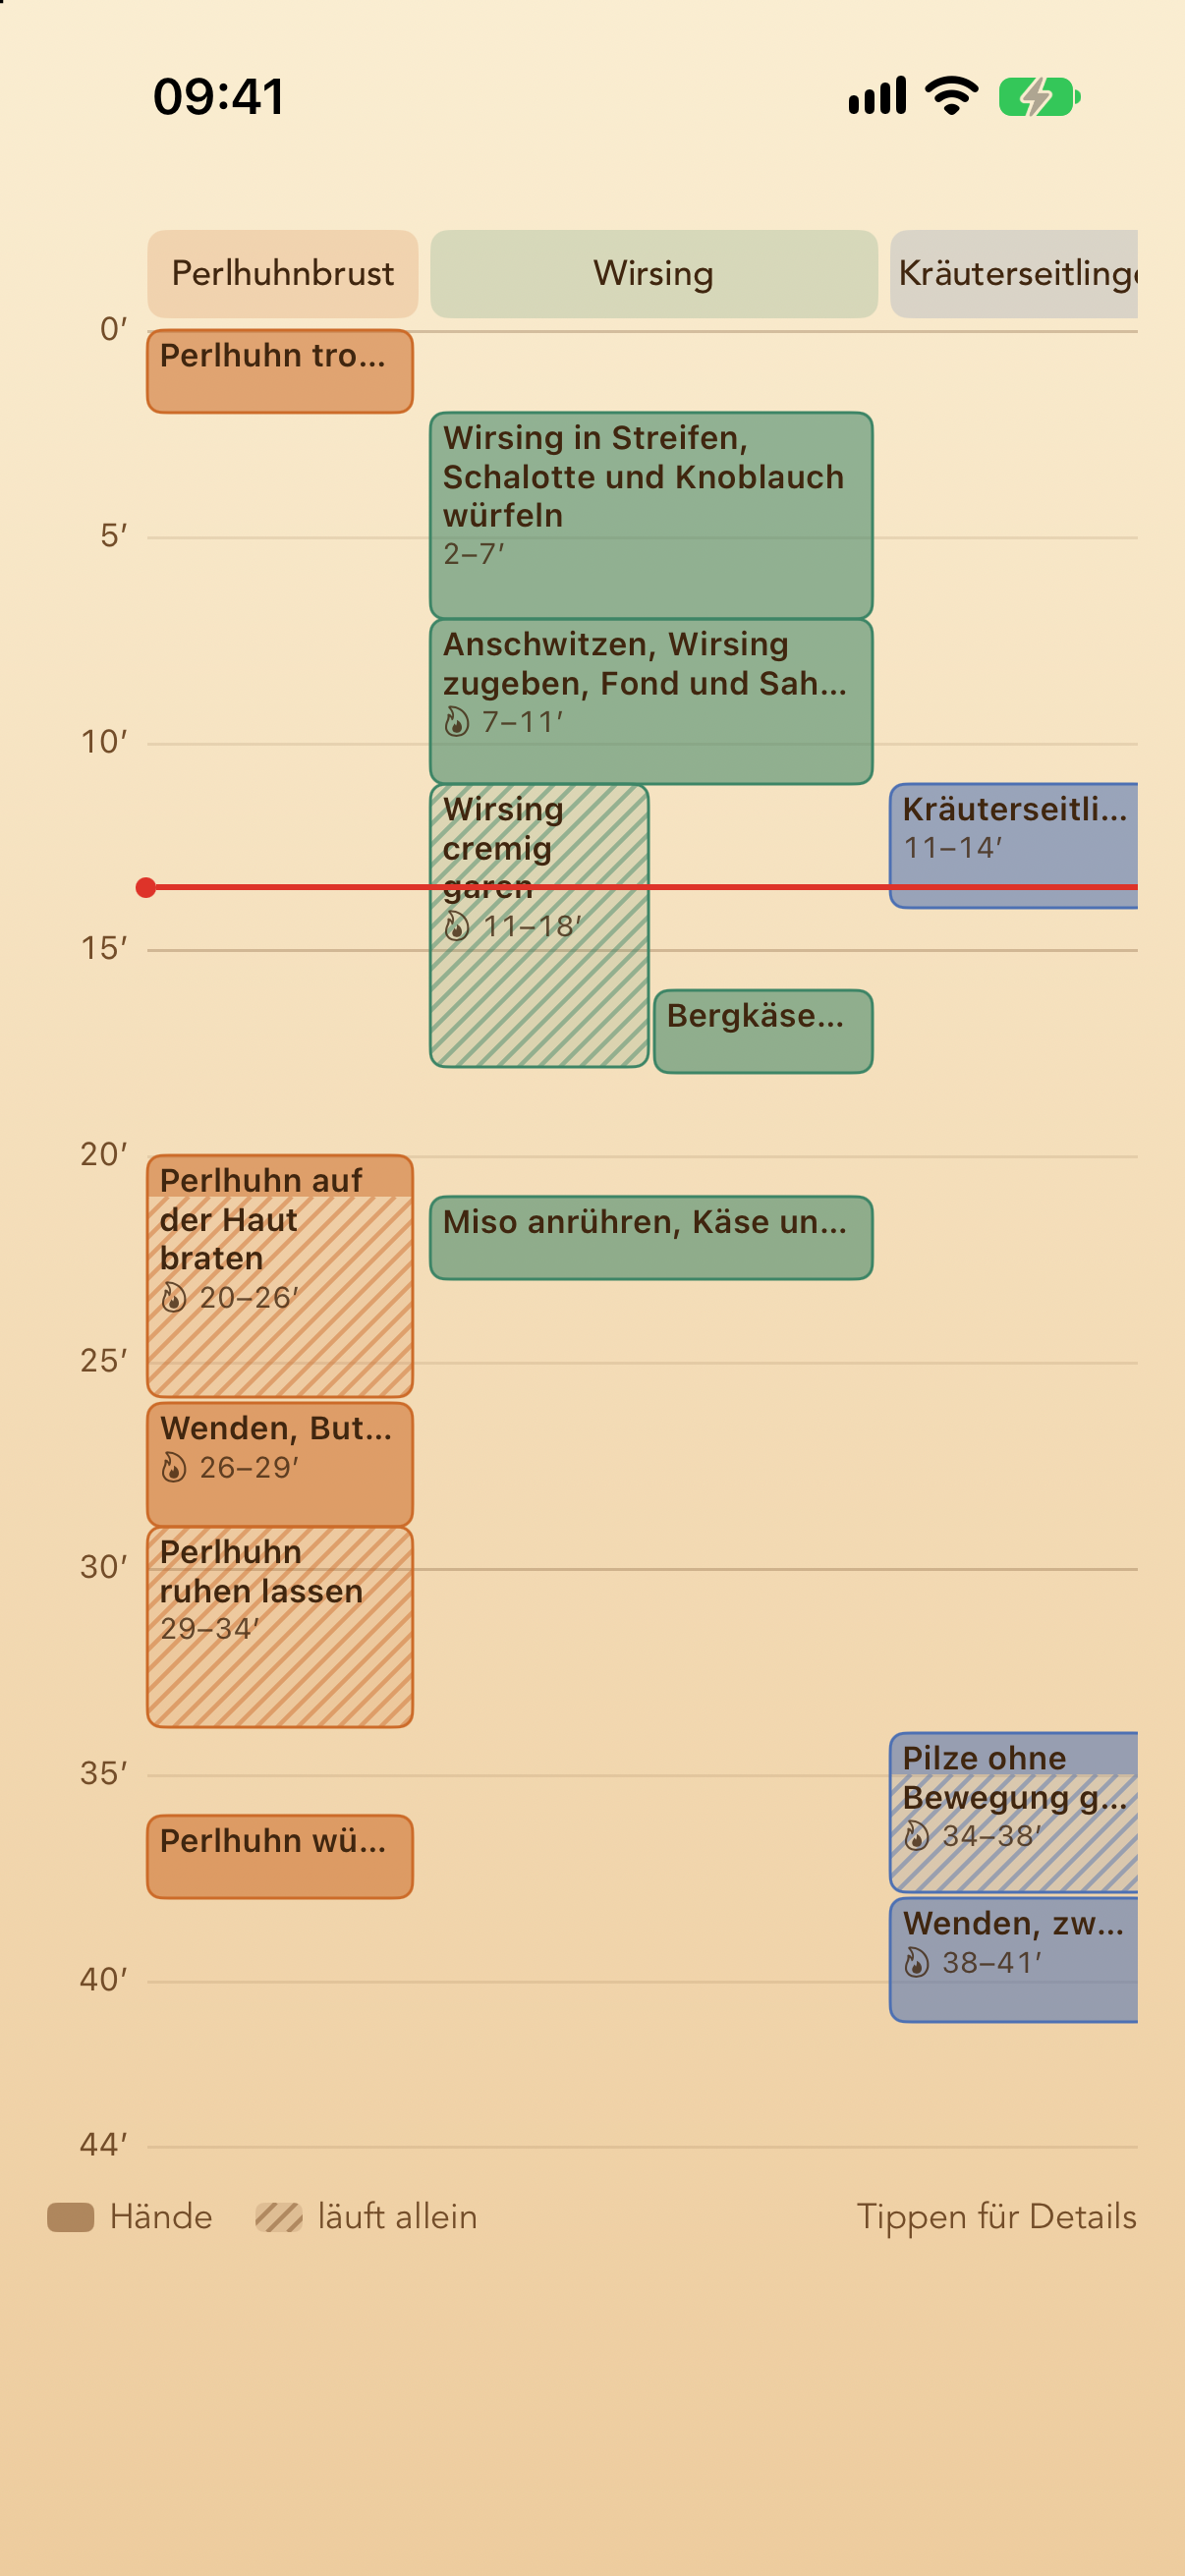 09:41
Perlhuhnbrust
Wirsing
Kräuterseitlinge
0′
Perlhuhn tro...
Wirsing in Streifen,
Schalotte und Knoblauch
würfeln
2–7′
5′
Anschwitzen, Wirsing
zugeben, Fond und Sah...
7–11′
10′
Wirsing
cremig
garen
11–18′
Kräuterseitli...
11–14′
15′
Bergkäse...
20′
Perlhuhn auf
der Haut
braten
20–26′
Miso anrühren, Käse un...
25′
Wenden, But...
26–29′
30′
Perlhuhn
ruhen lassen
29–34′
35′
Pilze ohne
Bewegung g...
34–38′
Perlhuhn wü...
Wenden, zw...
38–41′
40′
44′
Hände
läuft allein
Tippen für Details